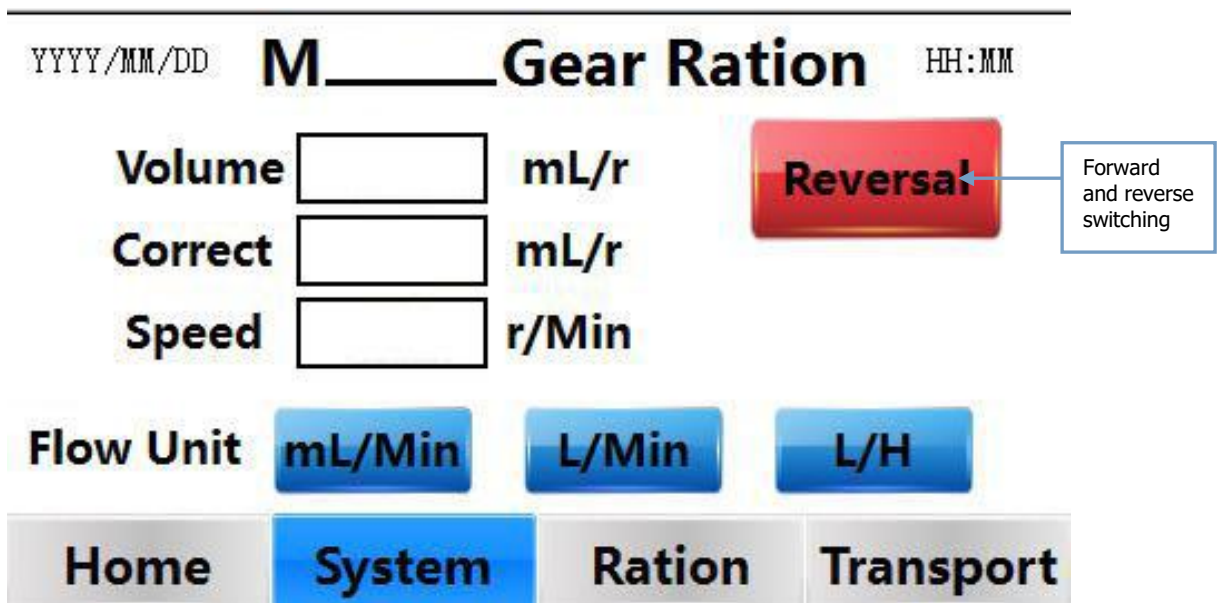 YYYY/MM/DD M_____Gear Ration HH:MM
Volume mL/r Reversal
Forward
and reverse
switching
Correct mL/r
Speed r/Min
Flow Unit mL/Min L/Min L/H
Home System Ration Transport